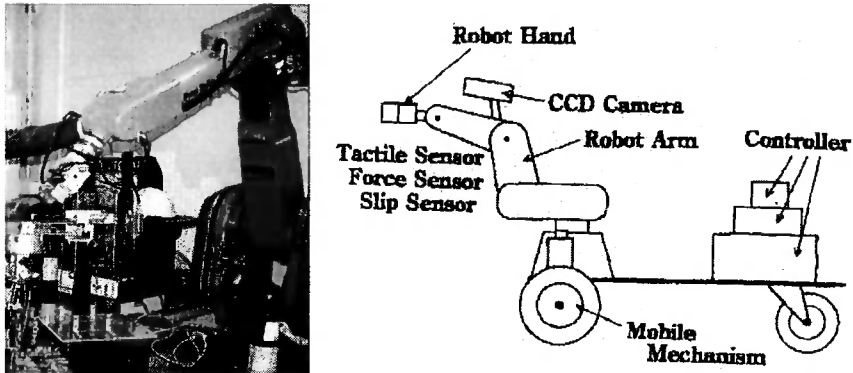 Robot Hand
CCD Camera
Robot Arm
Controller
Tactile Sensor
Force Sensor
Slip Sensor
Mobile
Mechanism